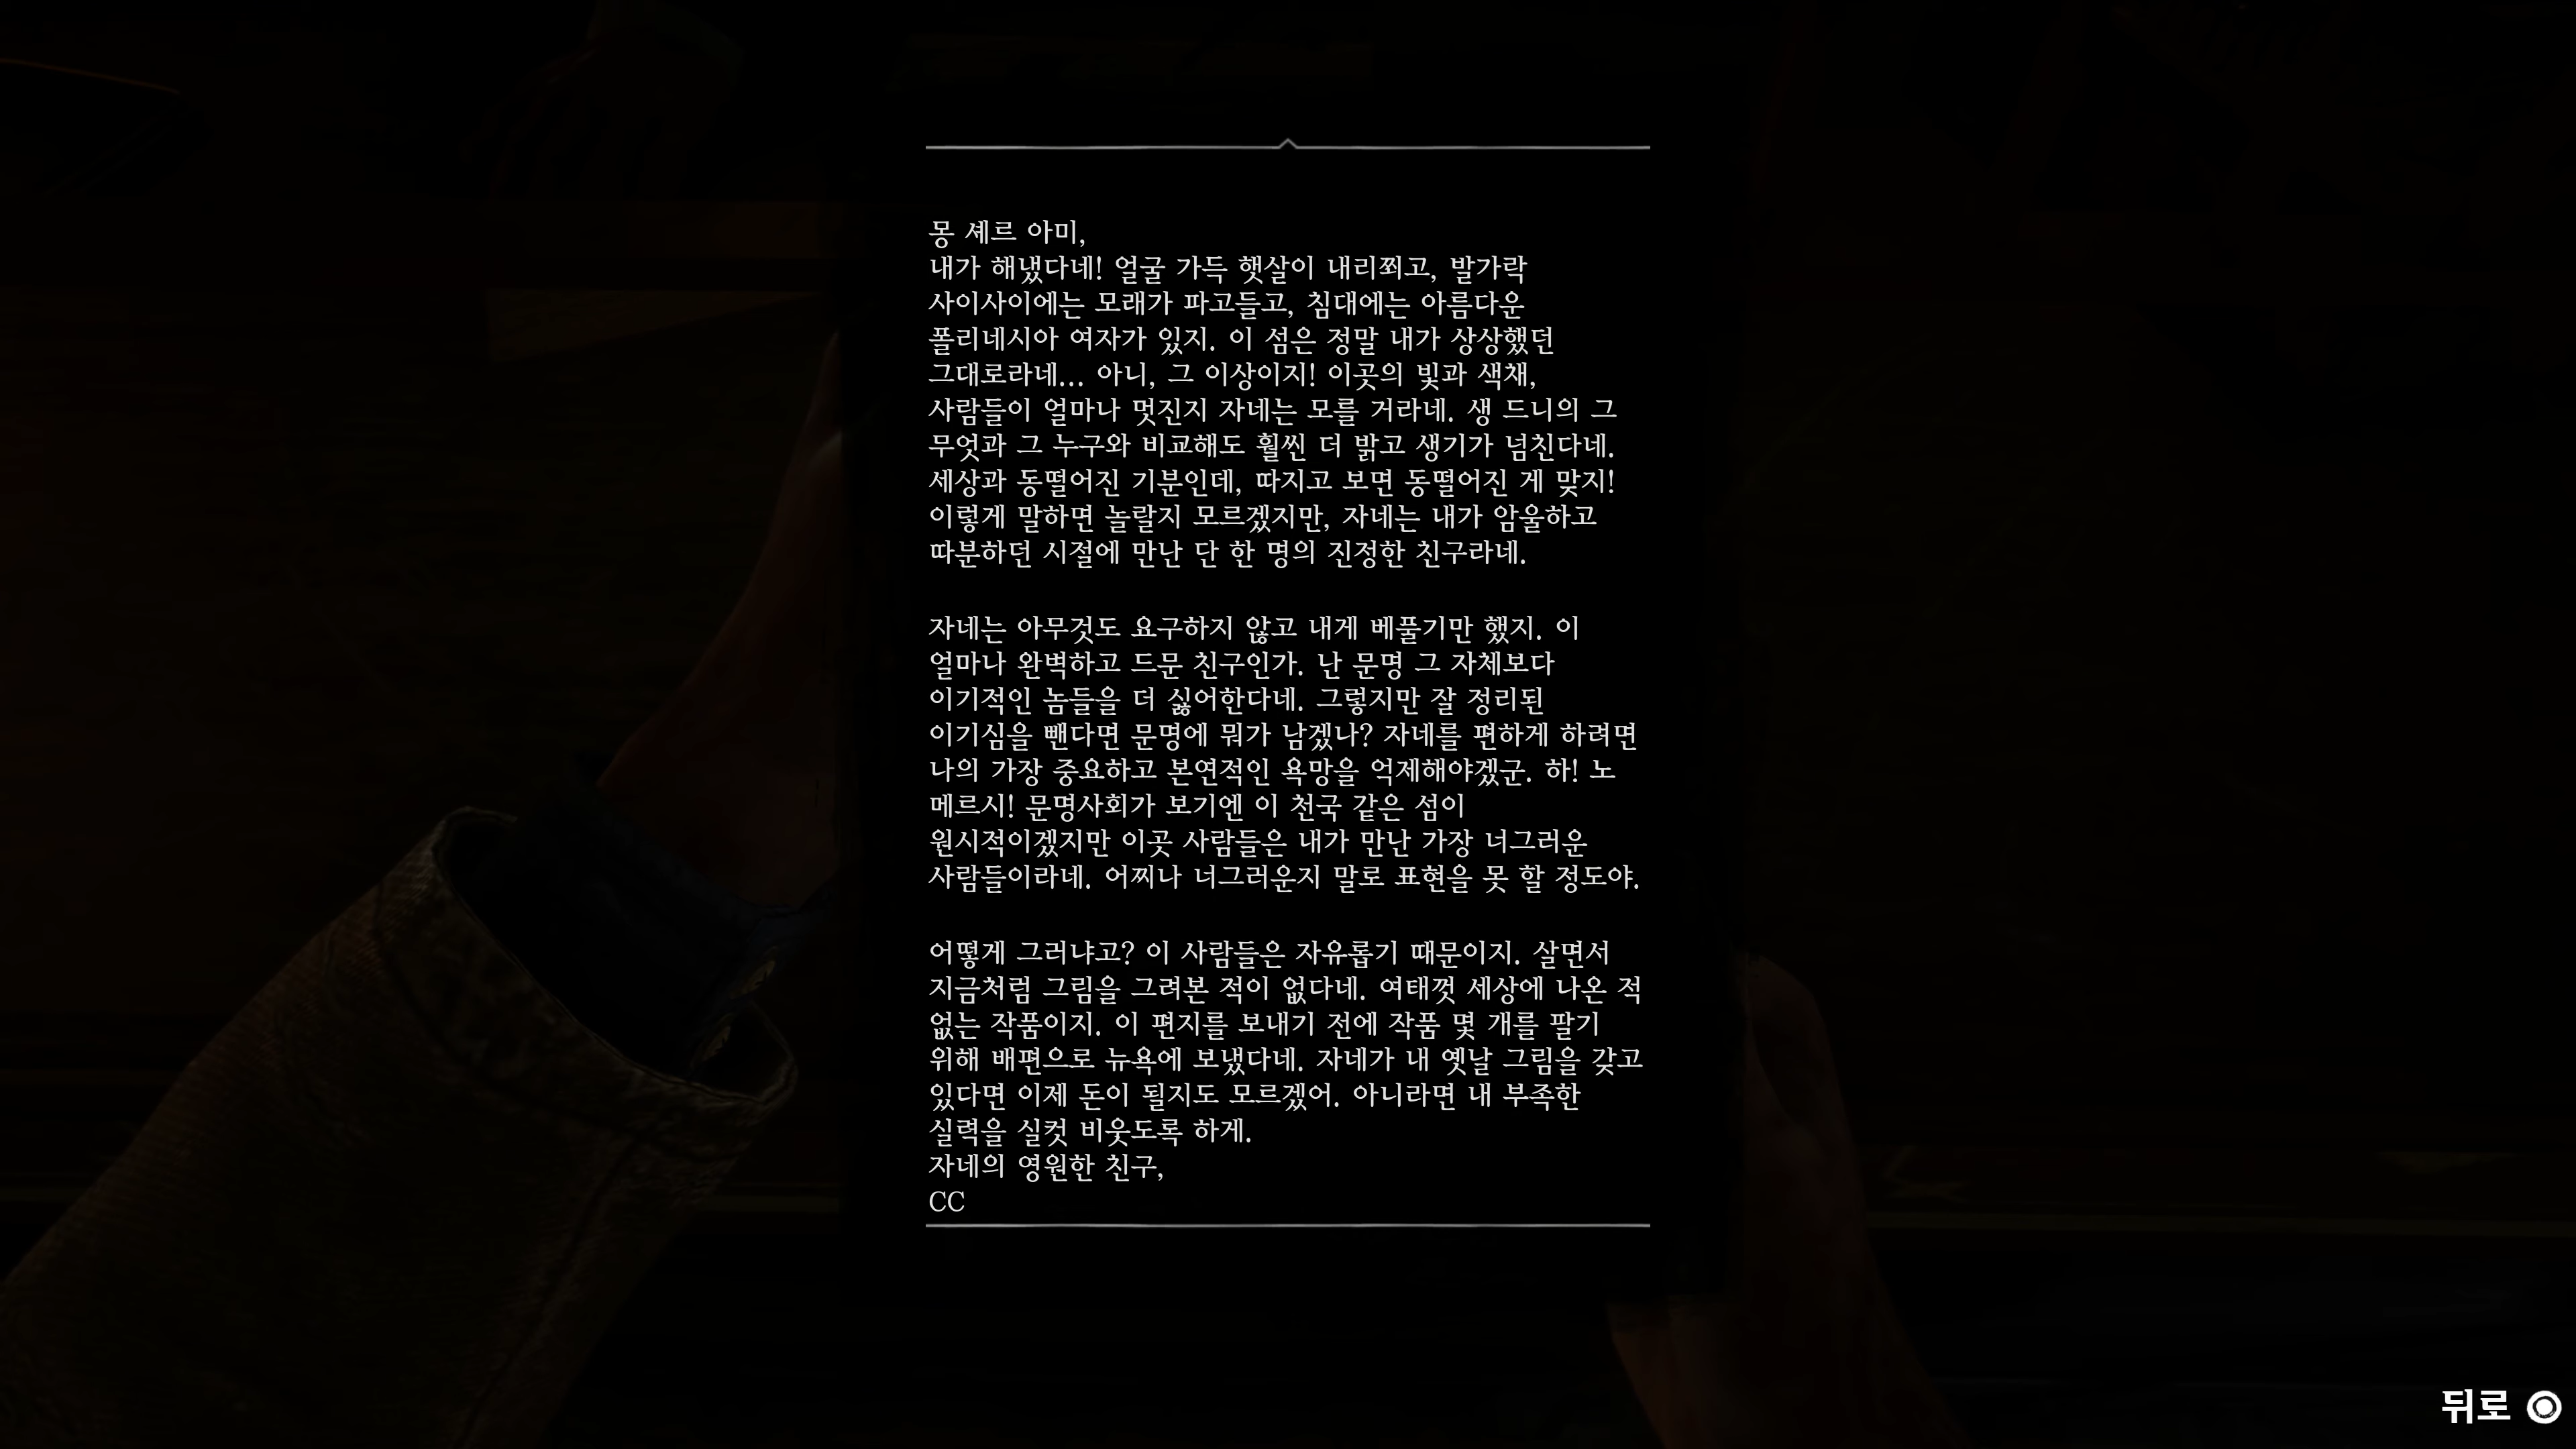 몽 셰르 아미,
내가 해냈다네! 얼굴 가득 햇살이 내리쬐고, 발가락
사이사이에는 모래가 파고들고, 침대에는 아름다운
폴리네시아 여자가 있지. 이 섬은 정말 내가 상상했던
그대로라네... 아니, 그 이상이지! 이곳의 빛과 색채,
사람들이 얼마나 멋진지 자네는 모를 거라네. 생 드니의 그
무엇과 그 누구와 비교해도 훨씬 더 밝고 생기가 넘친다네.
세상과 동떨어진 기분인데, 따지고 보면 동떨어진 게 맞지!
이렇게 말하면 놀랄지 모르겠지만, 자네는 내가 암울하고
따분하던 시절에 만난 단 한 명의 진정한 친구라네.
자네는 아무것도 요구하지 않고 내게 베풀기만 했지. 이
얼마나 완벽하고 드문 친구인가. 난 문명 그 자체보다
이기적인 놈들을 더 싫어한다네. 그렇지만 잘 정리된
이기심을 뺀다면 문명에 뭐가 남겠나? 자네를 편하게 하려면
나의 가장 중요하고 본연적인 욕망을 억제해야겠군. 하! 노
메르시! 문명사회가 보기엔 이 천국 같은 섬이
원시적이겠지만 이곳 사람들은 내가 만난 가장 너그러운
사람들이라네. 어찌나 너그러운지 말로 표현을 못 할 정도야.
어떻게 그러냐고? 이 사람들은 자유롭기 때문이지. 살면서
지금처럼 그림을 그려본 적이 없다네. 여태껏 세상에 나온 적
없는 작품이지. 이 편지를 보내기 전에 작품 몇 개를 팔기
위해 배편으로 뉴욕에 보냈다네. 자네가 내 옛날 그림을 갖고
있다면 이제 돈이 될지도 모르겠어. 아니라면 내 부족한
실력을 실컷 비웃도록 하게.
자네의 영원한 친구,
CC
뒤로